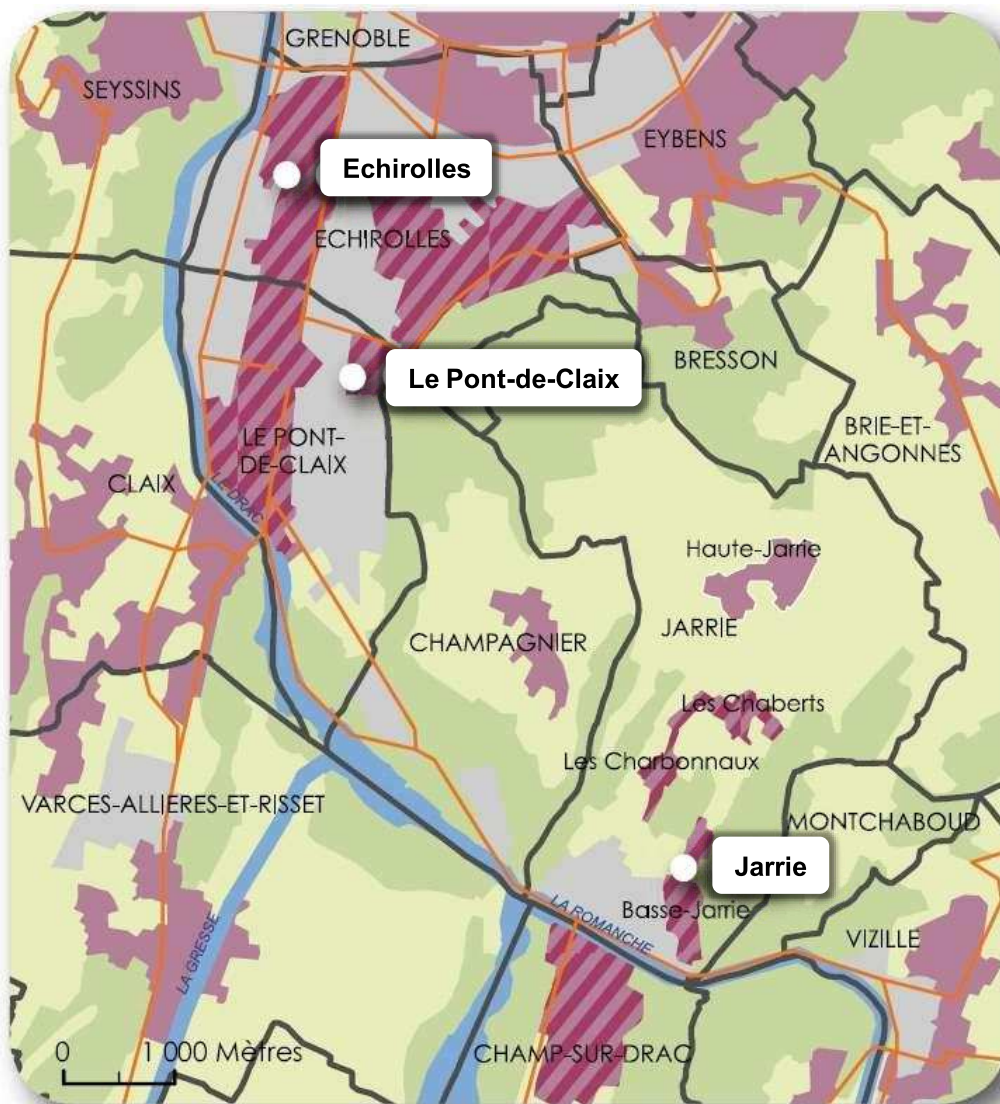 GRENOBLE
SEYSSINS
EYBENS
Echirolles
ECHIROLLES
BRESSON
Le Pont-de-Claix
LE PONT-
DE-CLAIX
BRIE-ET-
ANGONNES
CLAIX
LE DRAC
Haute-Jarrie
JARRIE
CHAMPAGNIER
Les Chaberts
Les Charbonnaux
VARCES-ALLIERES-ET-RISSET
MONTCHABOUD
Jarrie
Basse-Jarrie
LA ROMANCHE
VIZILLE
LA GRESSE
0 1 000 Mètres
CHAMP-SUR-DRAC